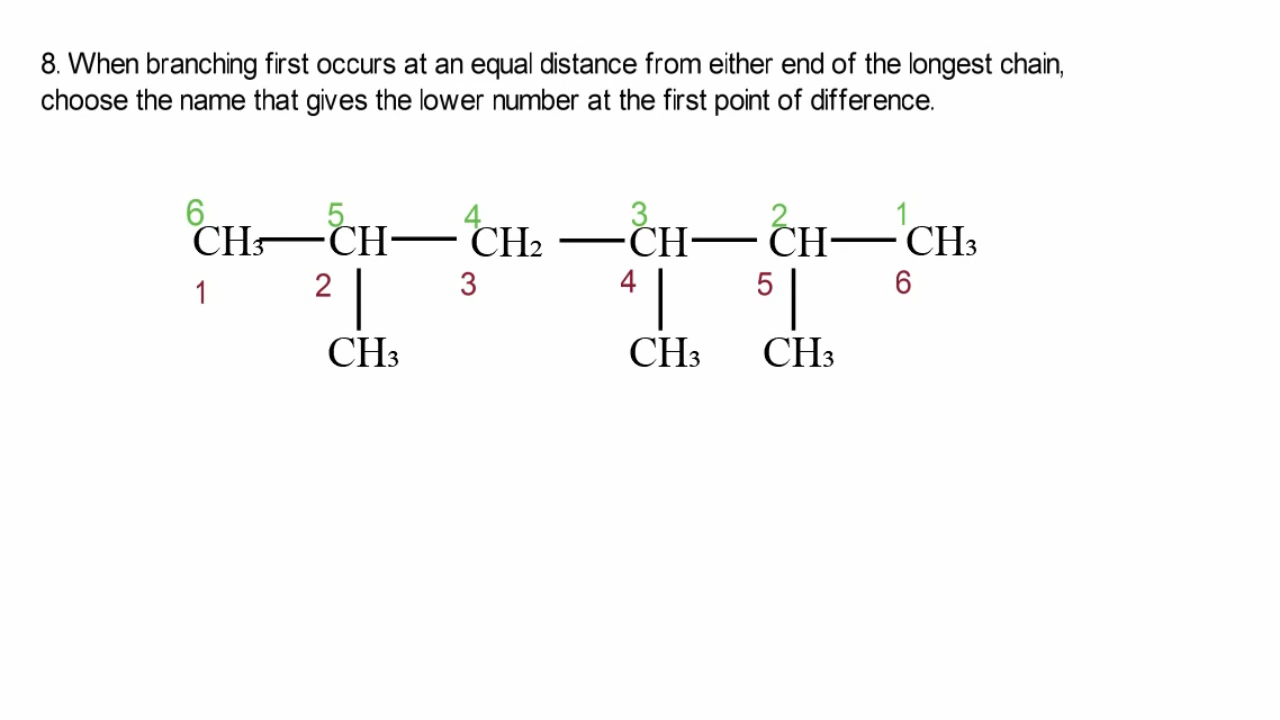 8. When branching first occurs at an equal distance from either end of the longest chain,
choose the name that gives the lower number at the first point of difference.
6 5 4 3 2 1
CH₃ CH CH₂ CH CH CH₃
1 2 3 4 5 6
CH₃ CH₃ CH₃